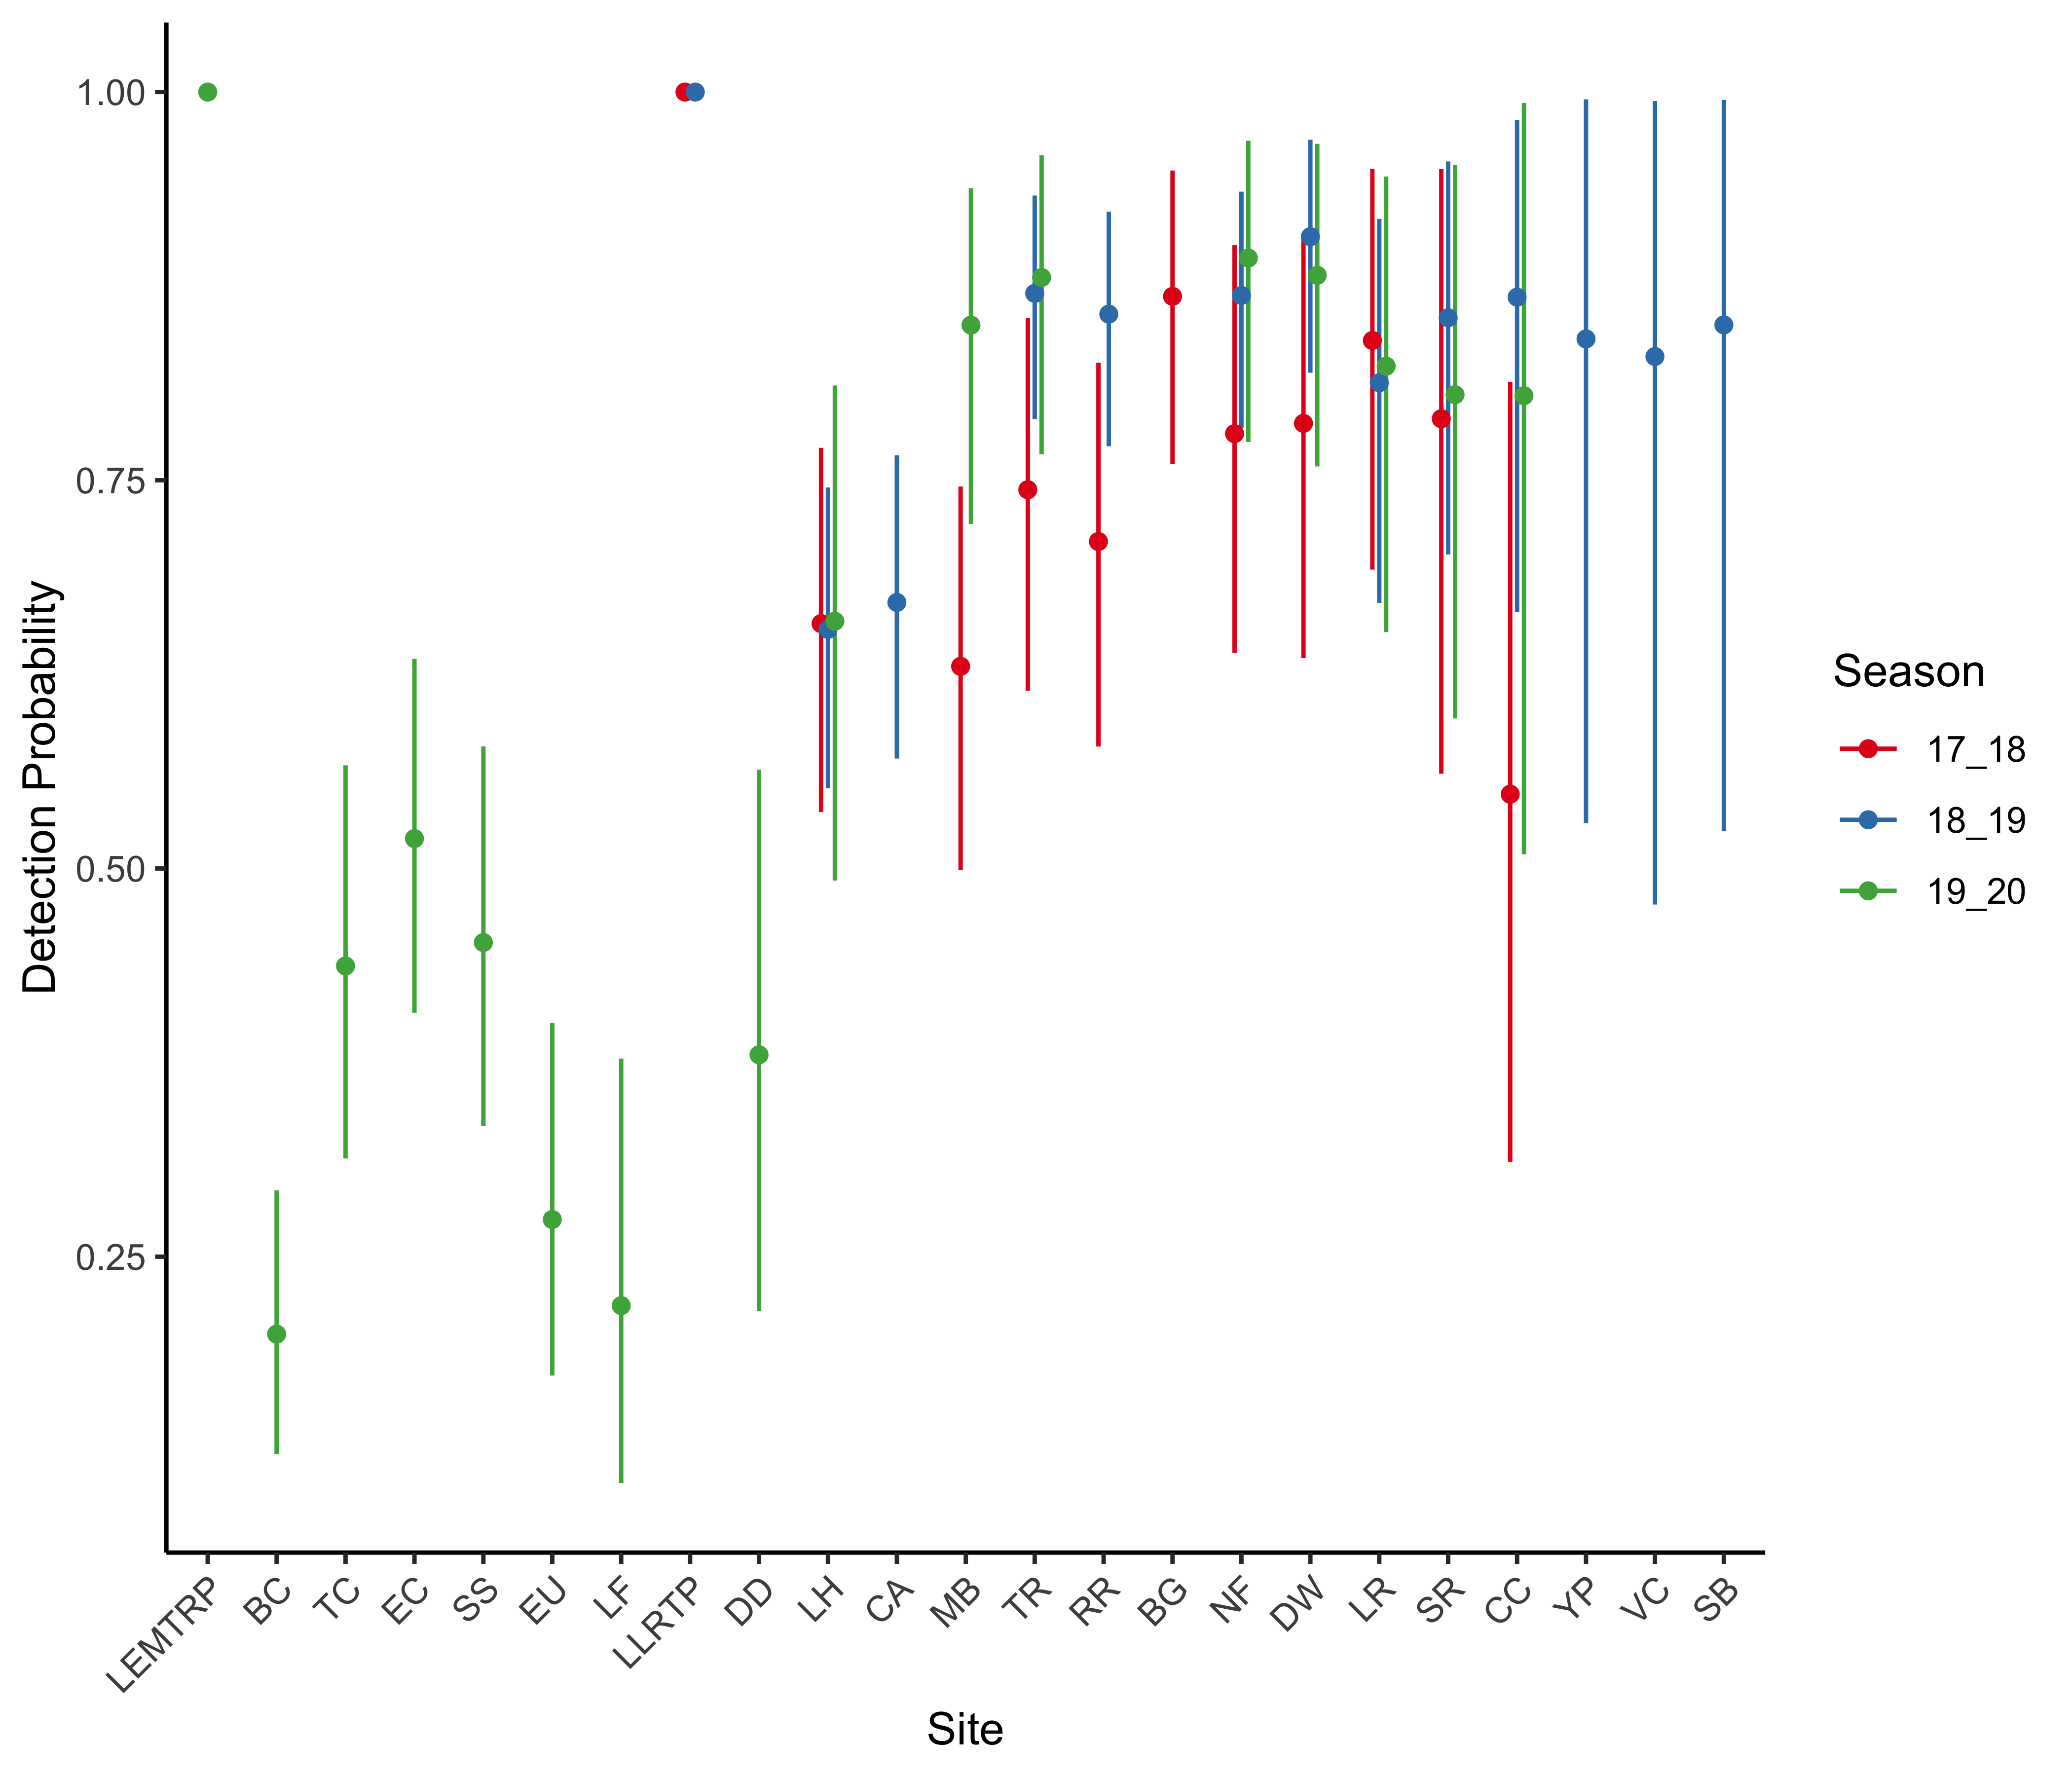 1.00
0.75
0.50
0.25
Detection Probability
LEMTRP
BC
TC
EC
SS
EU
LF
LLRTP
DD
LH
CA
MB
TR
RR
BG
NF
DW
LR
SR
CC
YP
VC
SB
Site
Season
17_18
18_19
19_20